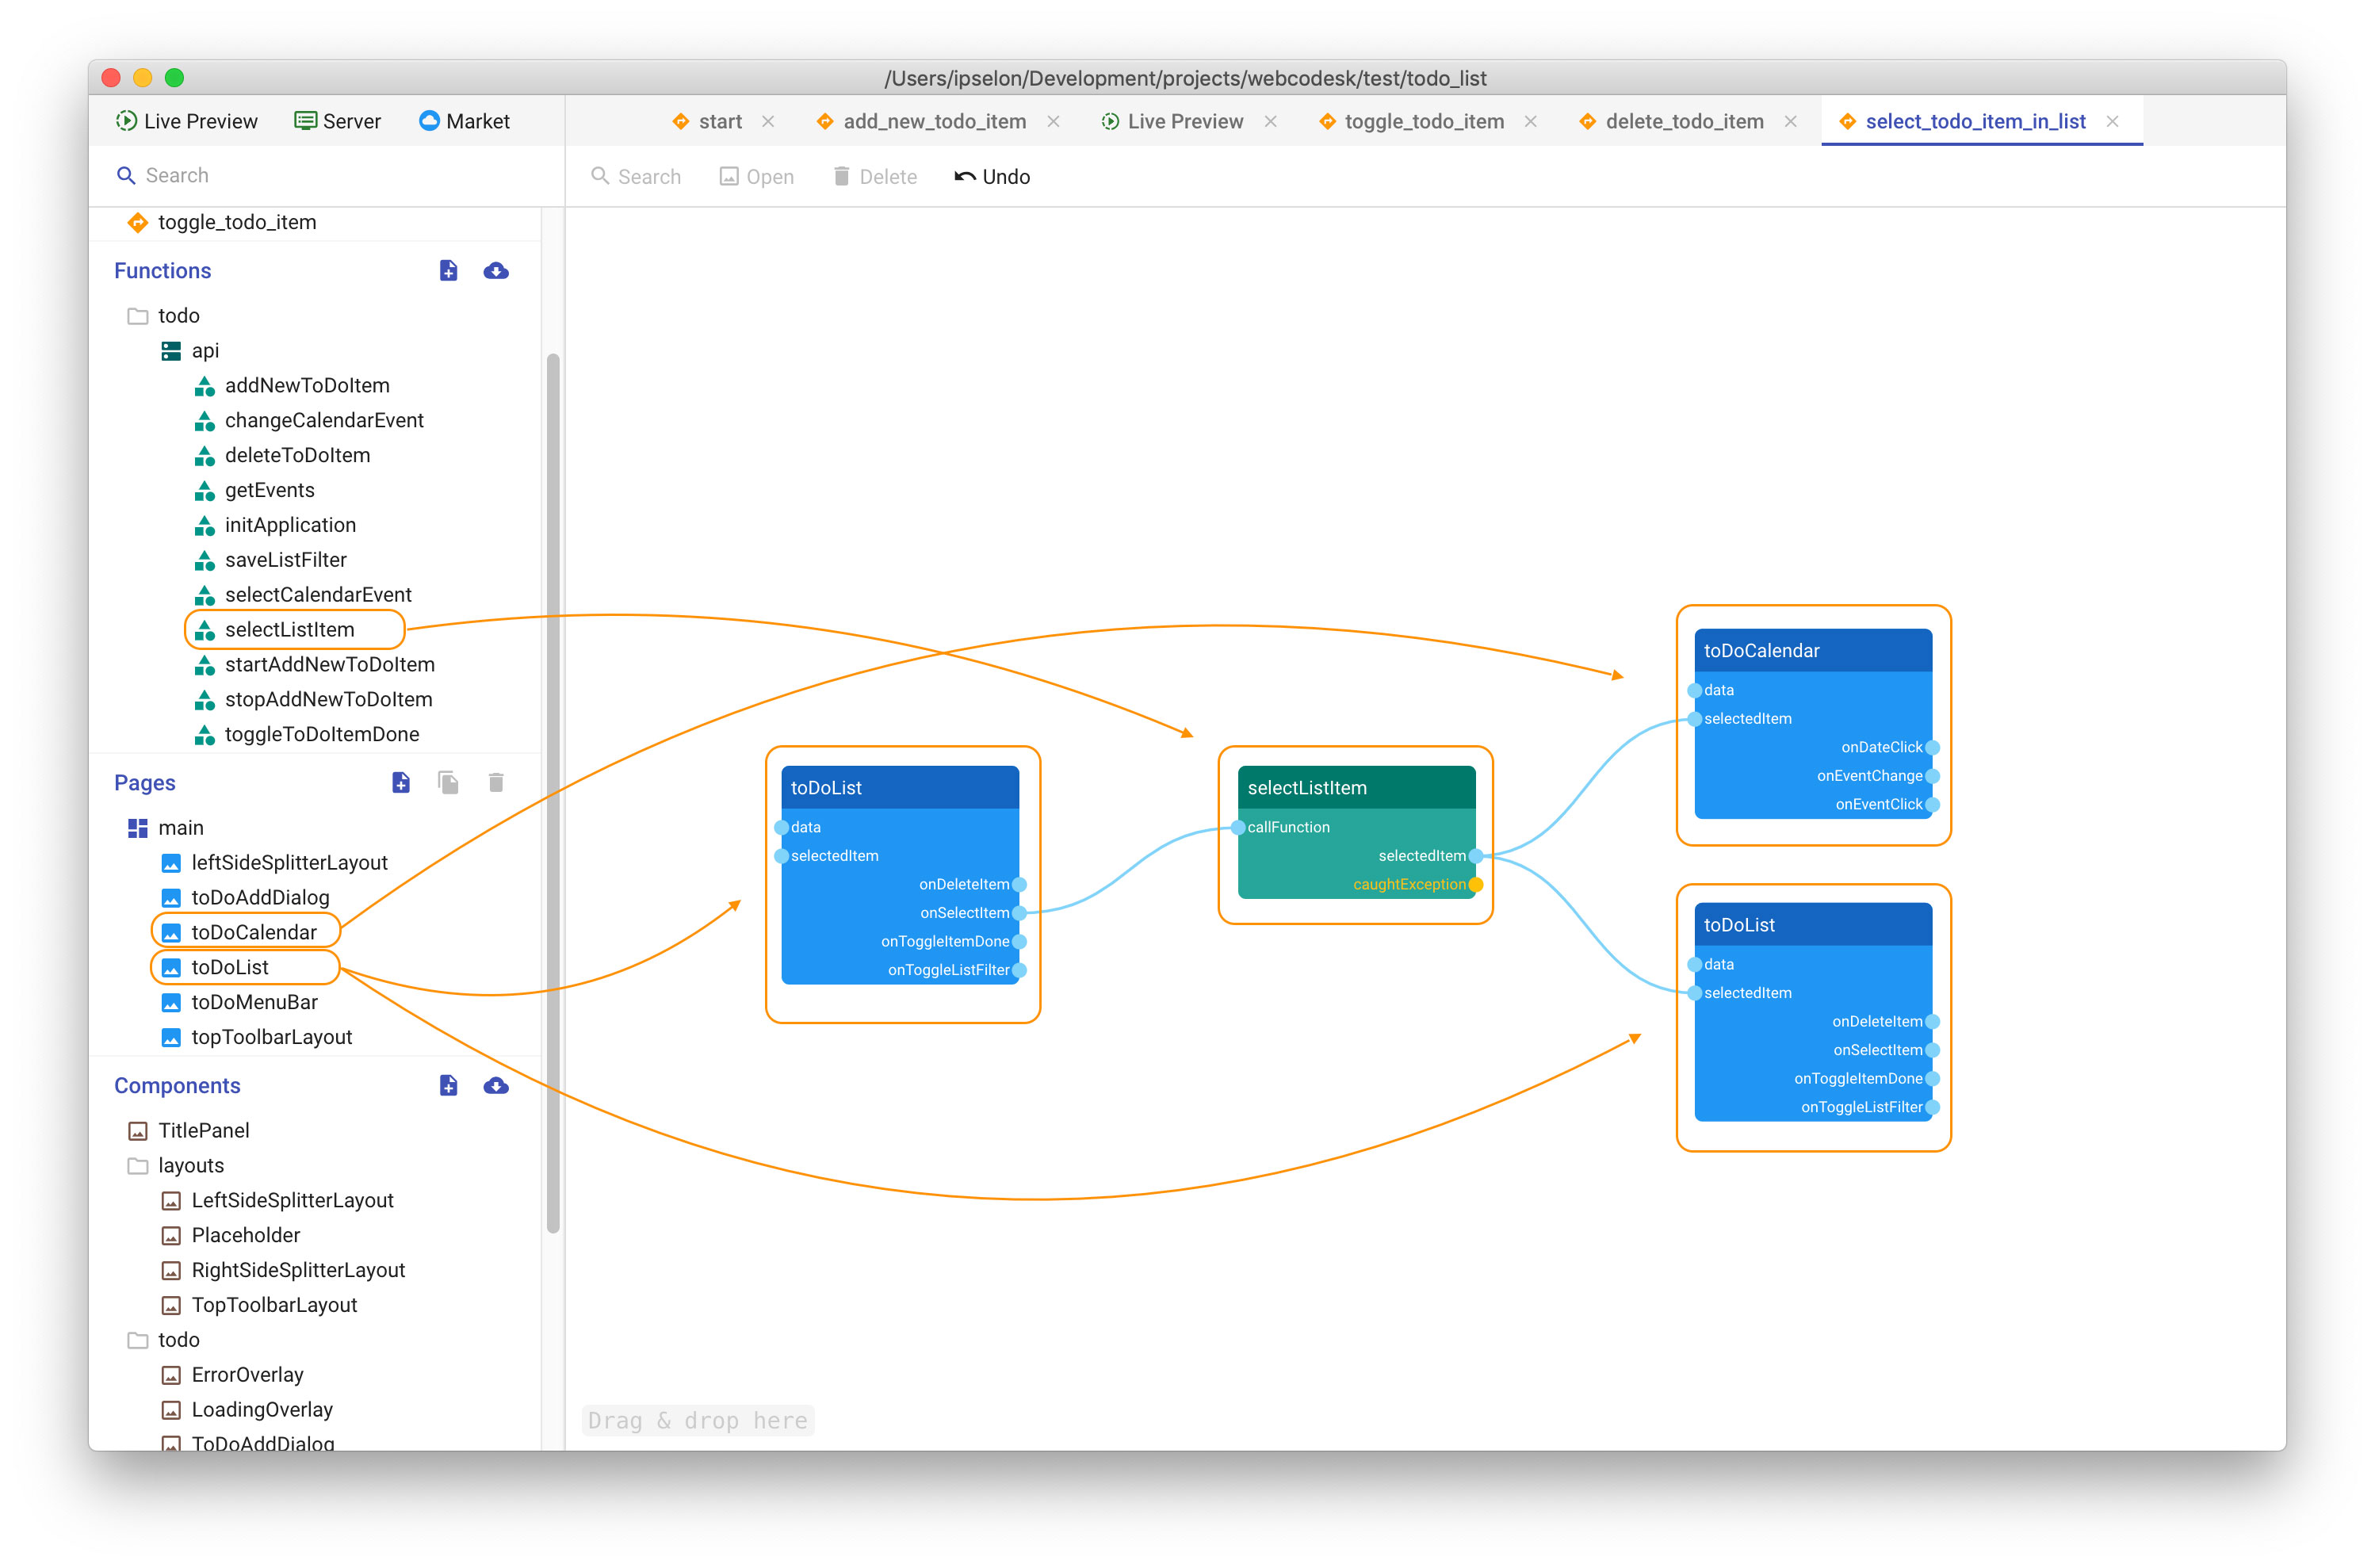 /Users/ipselon/Development/projects/webcodesk/test/todo_list
Live Preview Server Market
start add_new_todo_item Live Preview toggle_todo_item delete_todo_item select_todo_item_in_list
Search
Search Open Delete Undo
toggle_todo_item
Functions
todo
api
addNewToDoItem
changeCalendarEvent
deleteToDoItem
getEvents
initApplication
saveListFilter
selectCalendarEvent
selectListItem
startAddNewToDoItem
stopAddNewToDoItem
toggleToDoItemDone
Pages
main
leftSideSplitterLayout
toDoAddDialog
toDoCalendar
toDoList
toDoMenuBar
topToolbarLayout
Components
TitlePanel
layouts
LeftSideSplitterLayout
Placeholder
RightSideSplitterLayout
TopToolbarLayout
todo
ErrorOverlay
LoadingOverlay
ToDoAddDialog
toDoList
data
selectedItem
onDeleteItem
onSelectItem
onToggleItemDone
onToggleListFilter
selectListItem
callFunction
selectedItem
caughtException
toDoCalendar
data
selectedItem
onDateClick
onEventChange
onEventClick
toDoList
data
selectedItem
onDeleteItem
onSelectItem
onToggleItemDone
onToggleListFilter
Drag & drop here